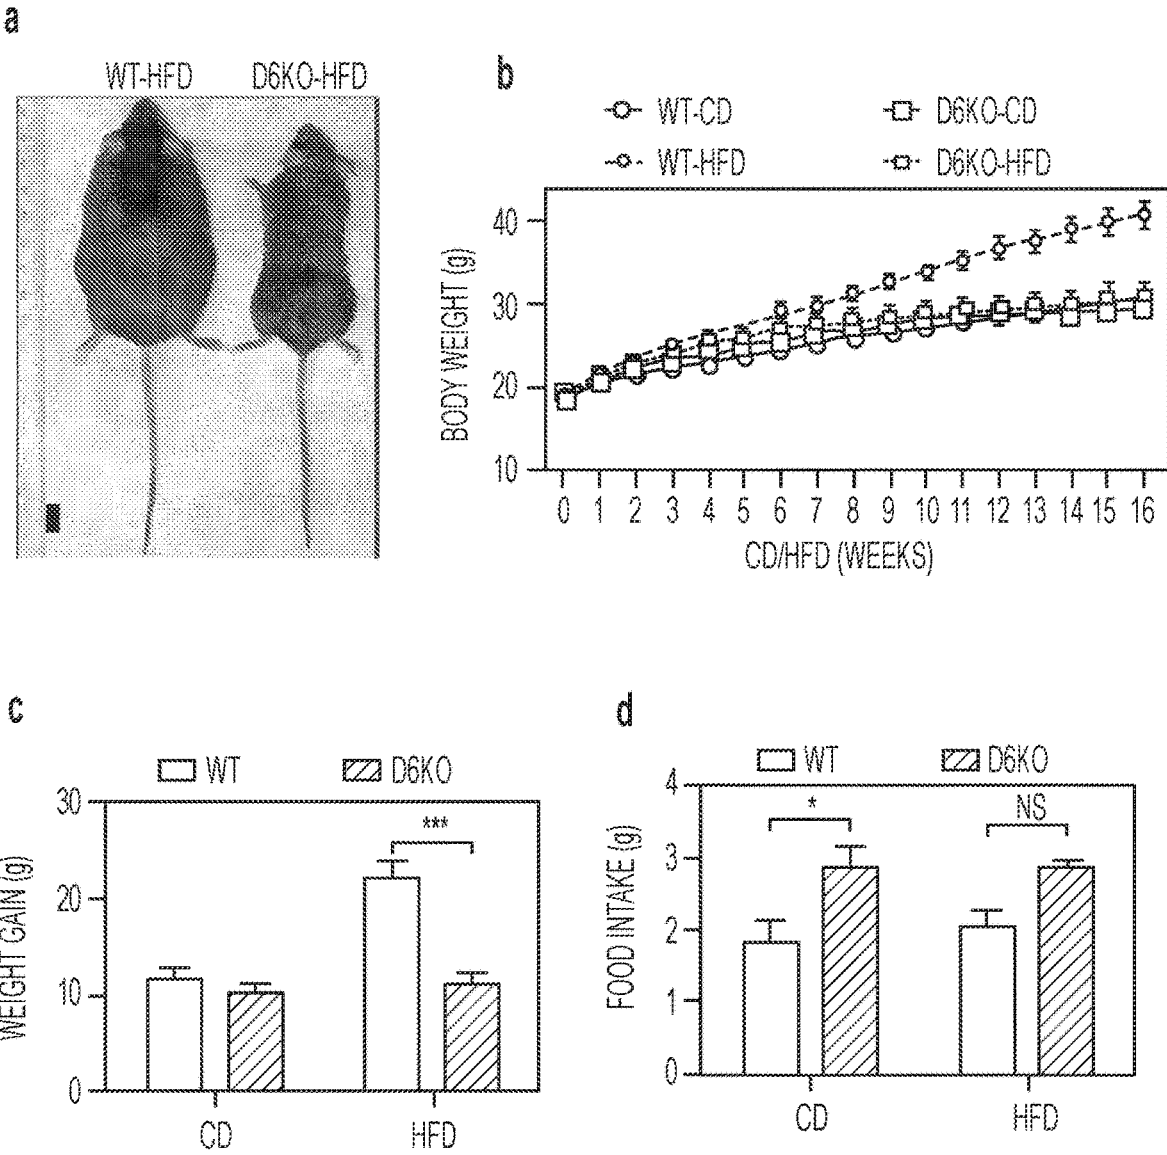 a
WT-HFD D6KO-HFD
b
WT-CD D6KO-CD
WT-HFD D6KO-HFD
BODY WEIGHT (g)
40
30
20
10
0 1 2 3 4 5 6 7 8 9 10 11 12 13 14 15 16
CD/HFD (WEEKS)
c
WT D6KO
WEIGHT GAIN (g)
30
20
10
0
***
CD HFD
d
WT D6KO
FOOD INTAKE (g)
4
3
2
1
0
* NS
CD HFD